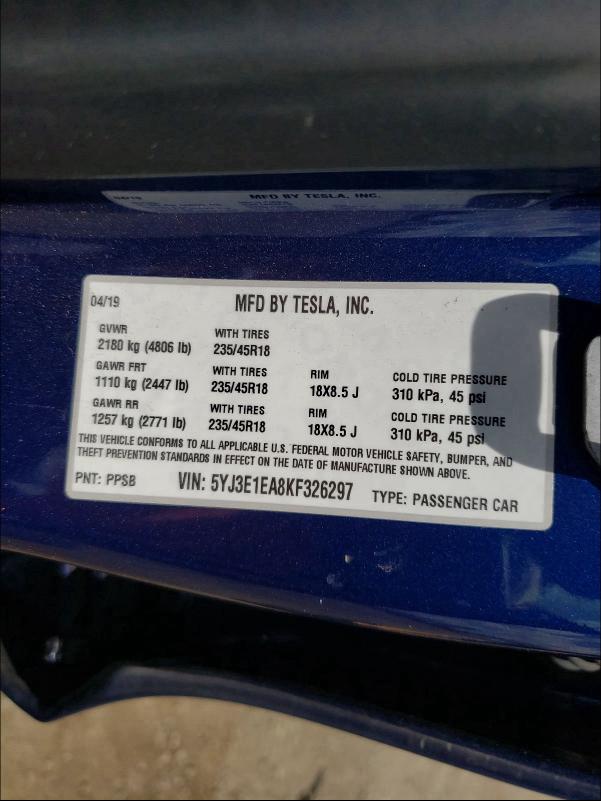 MFD BY TESLA, INC.
04/19 MFD BY TESLA, INC.
GVWR WITH TIRES
2180 kg (4806 lb) 235/45R18
GAWR FRT WITH TIRES RIM COLD TIRE PRESSURE
1110 kg (2447 lb) 235/45R18 18X8.5 J 310 kPa, 45 psi
GAWR RR WITH TIRES RIM COLD TIRE PRESSURE
1257 kg (2771 lb) 235/45R18 18X8.5 J 310 kPa, 45 psi
THIS VEHICLE CONFORMS TO ALL APPLICABLE U.S. FEDERAL MOTOR VEHICLE SAFETY, BUMPER, AND
THEFT PREVENTION STANDARDS IN EFFECT ON THE DATE OF MANUFACTURE SHOWN ABOVE.
PNT: PPSB VIN: 5YJ3E1EA8KF326297 TYPE: PASSENGER CAR